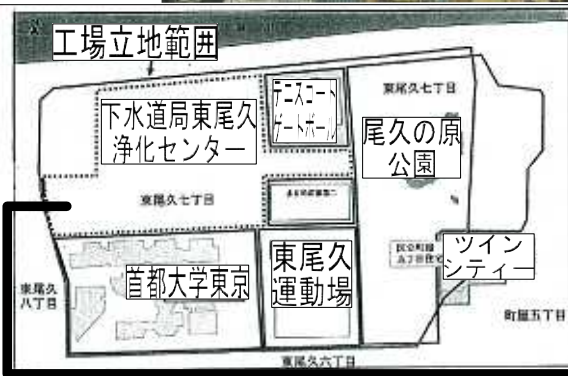 工場立地範囲
下水道局東尾久
浄化センター
テニスコート
ゲートボール
東尾久七丁目
尾久の原
公園
東尾久七丁目
ツイン
シティー
首都大学東京
東尾久
運動場
東尾久
八丁目
町屋五丁目
東尾久六丁目